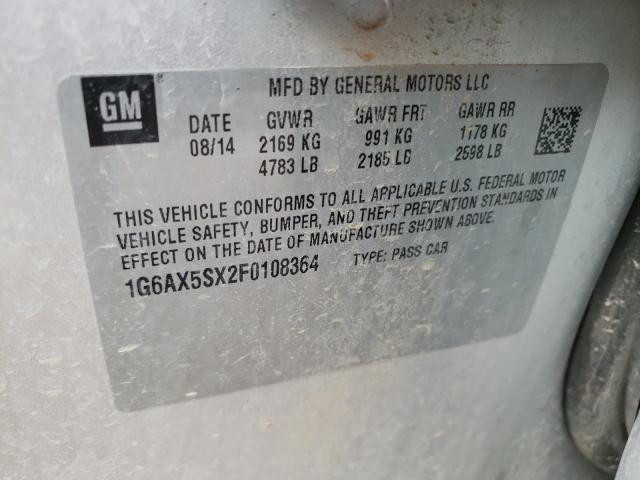 GM
MFD BY GENERAL MOTORS LLC
DATE GVWR GAWR FRT GAWR RR
08/14 2169 KG 991 KG 1178 KG
4783 LB 2185 LB 2598 LB
THIS VEHICLE CONFORMS TO ALL APPLICABLE U.S. FEDERAL MOTOR
VEHICLE SAFETY, BUMPER, AND THEFT PREVENTION STANDARDS IN
EFFECT ON THE DATE OF MANUFACTURE SHOWN ABOVE.
1G6AX5SX2F0108364 TYPE: PASS CAR